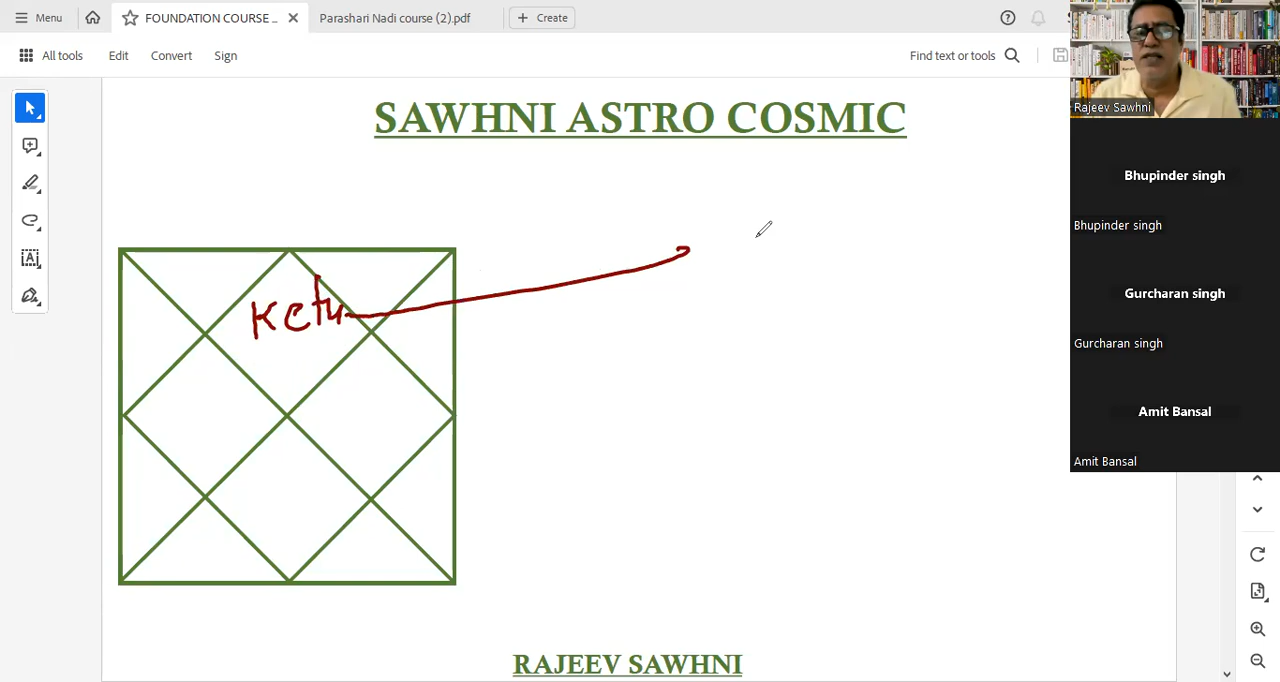 Menu
FOUNDATION COURSE ...
Parashari Nadi course (2).pdf
Create
All tools
Edit
Convert
Sign
Find text or tools
SAWHNI ASTRO COSMIC
Ketu
RAJEEV SAWHNI
Rajeev Sawhni
Bhupinder singh
Bhupinder singh
Gurcharan singh
Gurcharan singh
Amit Bansal
Amit Bansal